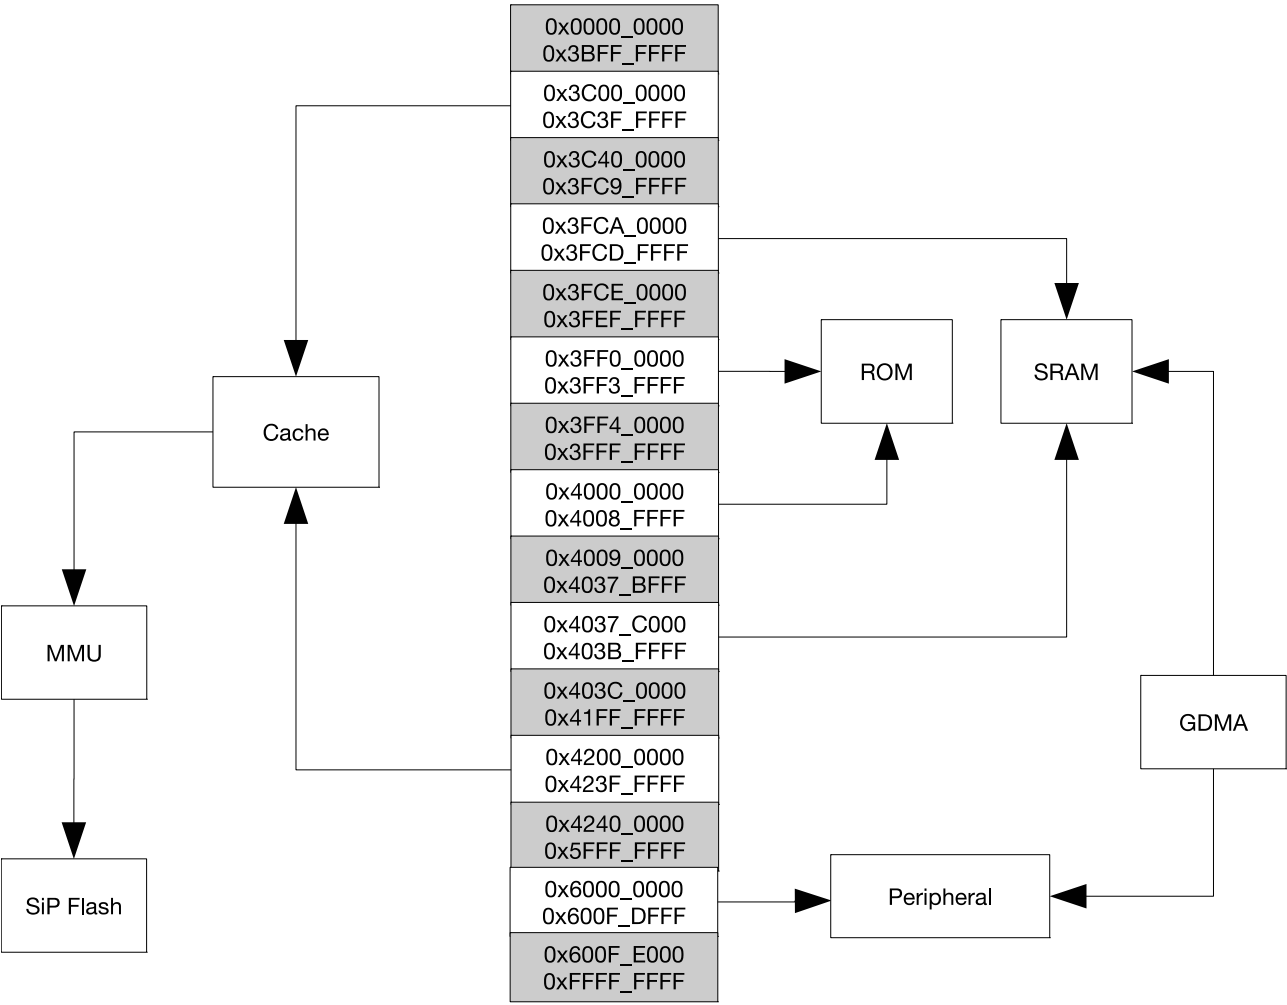 0x0000_0000
0x3BFF_FFFF
0x3C00_0000
0x3C3F_FFFF
0x3C40_0000
0x3FC9_FFFF
0x3FCA_0000
0x3FCD_FFFF
0x3FCE_0000
0x3FEF_FFFF
0x3FF0_0000
0x3FF3_FFFF
0x3FF4_0000
0x3FFF_FFFF
0x4000_0000
0x4008_FFFF
0x4009_0000
0x4037_BFFF
0x4037_C000
0x403B_FFFF
0x403C_0000
0x41FF_FFFF
0x4200_0000
0x423F_FFFF
0x4240_0000
0x5FFF_FFFF
0x6000_0000
0x600F_DFFF
0x600F_E000
0xFFFF_FFFF
Cache
MMU
SiP Flash
ROM
SRAM
GDMA
Peripheral